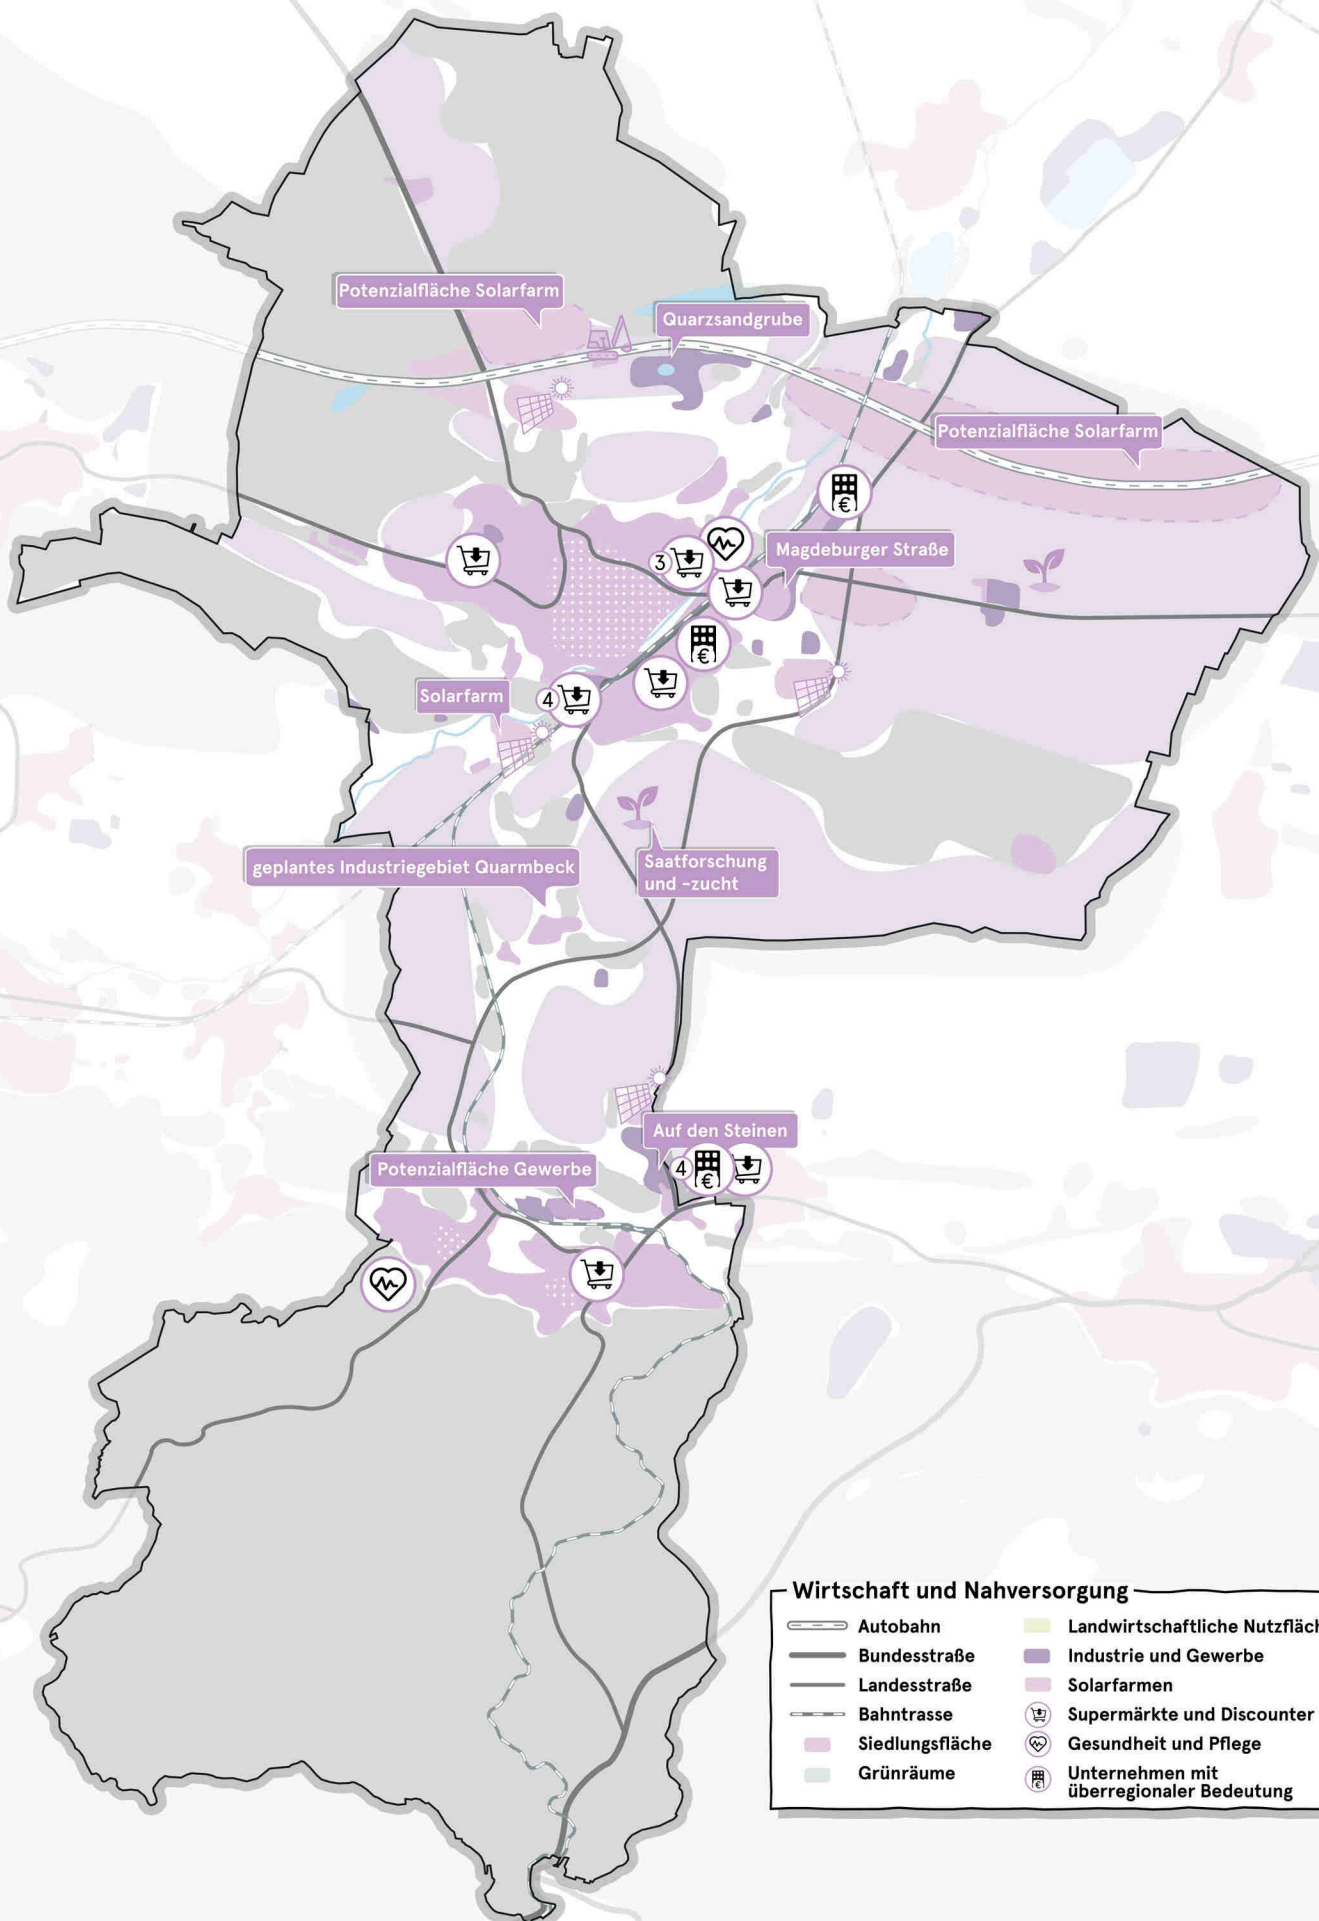 Potenzialfläche Solarfarm
Quarzsandgrube
Potenzialfläche Solarfarm
€
Magdeburger Straße
3
€
Solarfarm
4
geplantes Industriegebiet Quarmbeck
Saatforschung
und -zucht
Auf den Steinen
4
€
Potenzialfläche Gewerbe
Wirtschaft und Nahversorgung
Autobahn
Bundesstraße
Landesstraße
Bahntrasse
Siedlungsfläche
Grünräume
Landwirtschaftliche Nutzfläch
Industrie und Gewerbe
Solarfarmen
Supermärkte und Discounter
Gesundheit und Pflege
€
Unternehmen mit
überregionaler Bedeutung